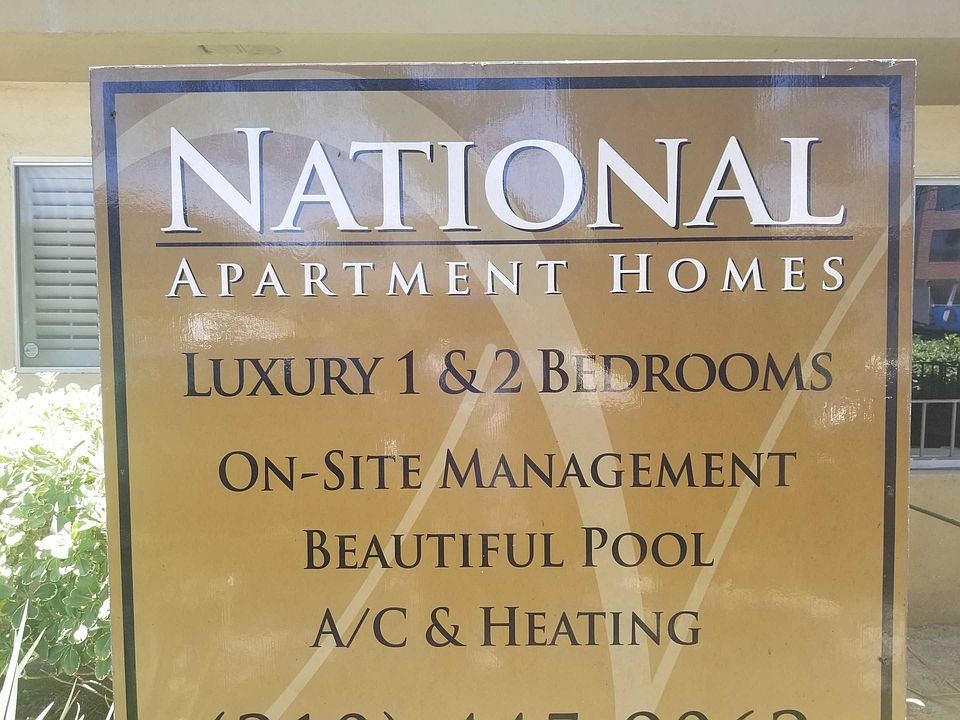 NATIONAL
APARTMENT HOMES
LUXURY 1 & 2 BEDROOMS
ON-SITE MANAGEMENT
BEAUTIFUL POOL
A/C & HEATING